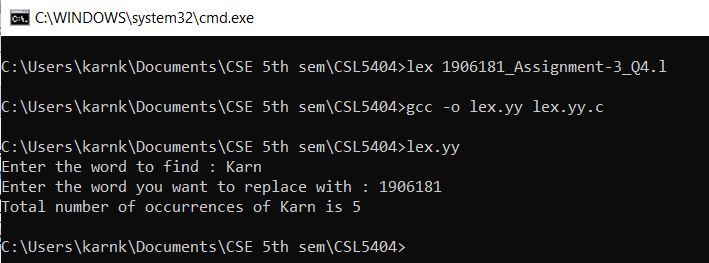 C:\WINDOWS\system32\cmd.exe
C:\Users\karnk\Documents\CSE 5th sem\CSL5404>lex 1906181_Assignment-3_Q4.l
C:\Users\karnk\Documents\CSE 5th sem\CSL5404>gcc -o lex.yy lex.yy.c
C:\Users\karnk\Documents\CSE 5th sem\CSL5404>lex.yy
Enter the word to find : Karn
Enter the word you want to replace with : 1906181
Total number of occurrences of Karn is 5
C:\Users\karnk\Documents\CSE 5th sem\CSL5404>